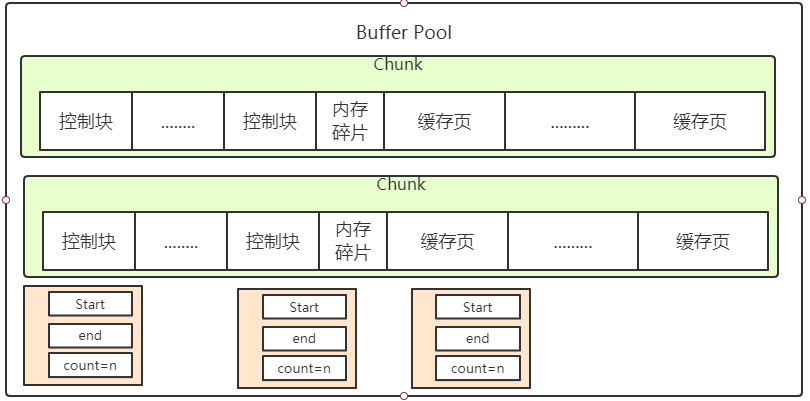 Buffer Pool
Chunk
控制块 ........ 控制块 内存碎片 缓存页 ......... 缓存页
Chunk
控制块 ........ 控制块 内存碎片 缓存页 ......... 缓存页
Start
end
count=n
Start
end
count=n
Start
end
count=n